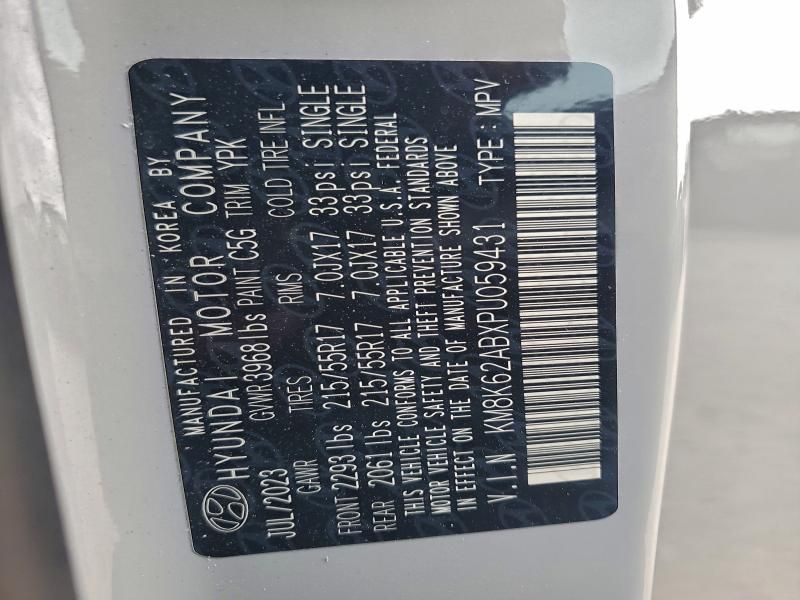 MANUFACTURED IN KOREA BY
HYUNDAI MOTOR COMPANY
JUL/2023 GVWR 3968 lbs PAINT C5G TRIM YPK
GAWR TIRES RMS COLD TIRE INFL
FRONT 2293 lbs 215/55R17 7.0JX17 33psi SINGLE
REAR 2061 lbs 215/55R17 7.0JX17 33psi SINGLE
THIS VEHICLE CONFORMS TO ALL APPLICABLE U.S.A. FEDERAL
MOTOR VEHICLE SAFETY AND THEFT PREVENTION STANDARDS
IN EFFECT ON THE DATE OF MANUFACTURE SHOWN ABOVE
V.I.N KM8K62ABXPU059431 TYPE : MPV